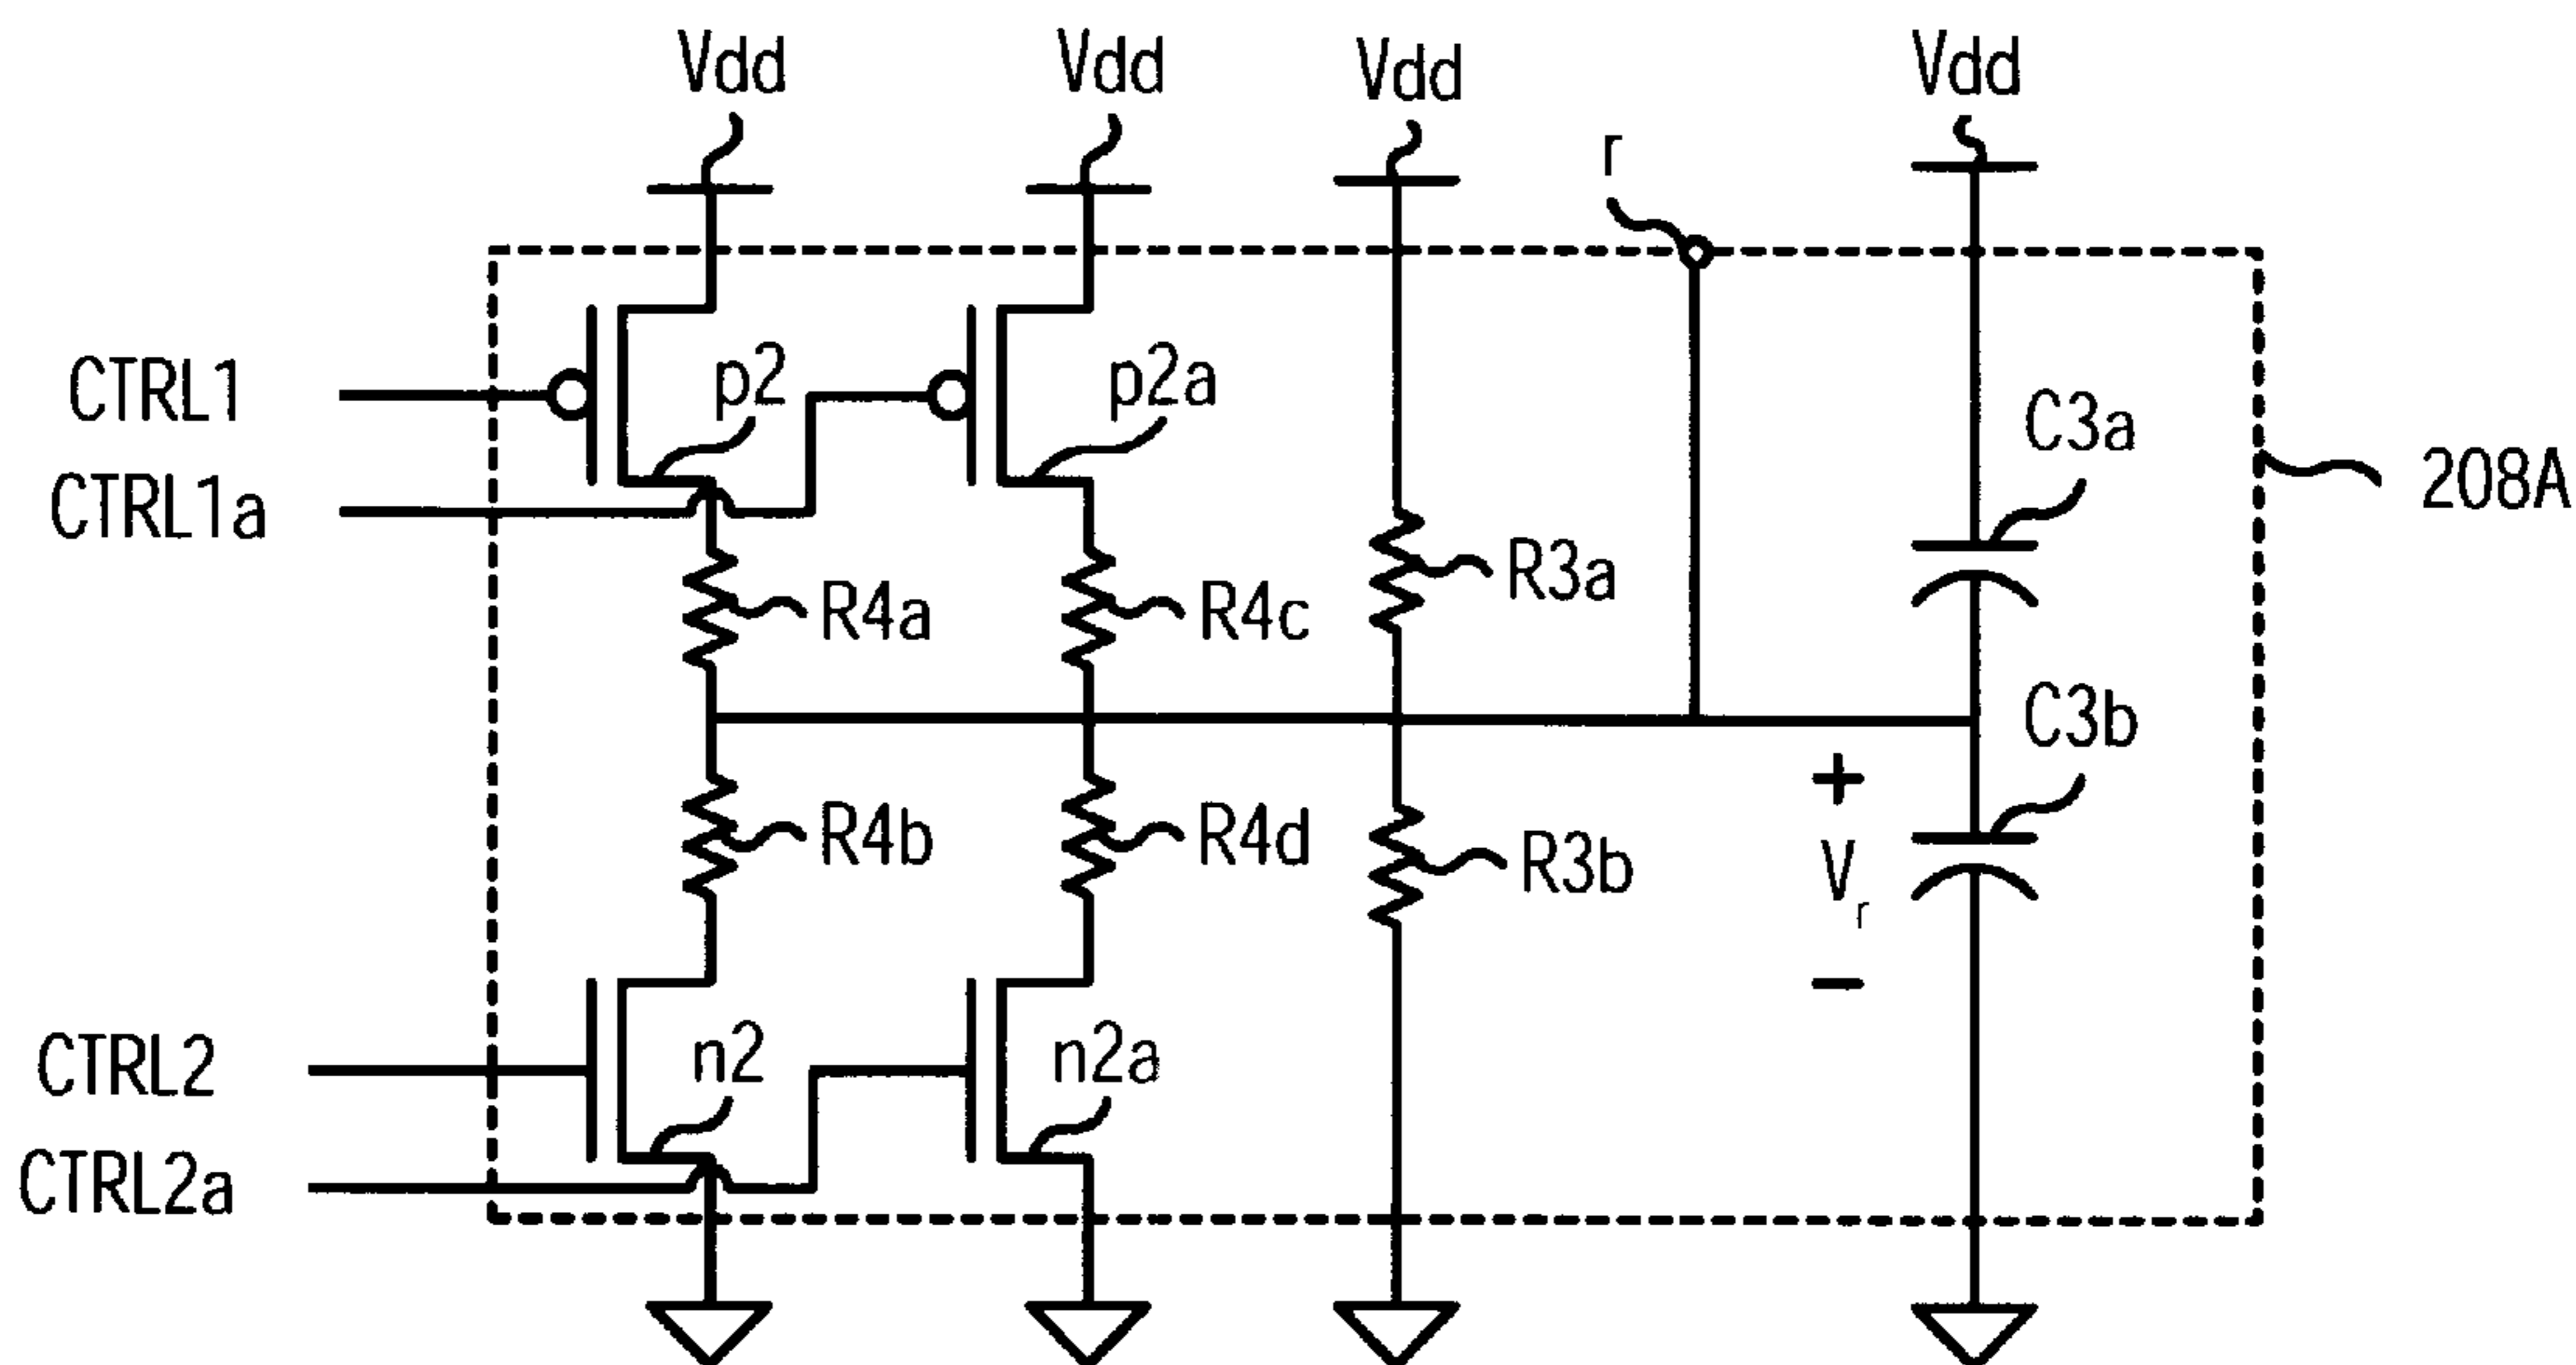 Vdd Vdd Vdd Vdd
r
CTRL1
p2 p2a
C3a
CTRL1a
208A
R4a R4c R3a
C3b
R4b R4d R3b
+
Vr
−
CTRL2
n2 n2a
CTRL2a